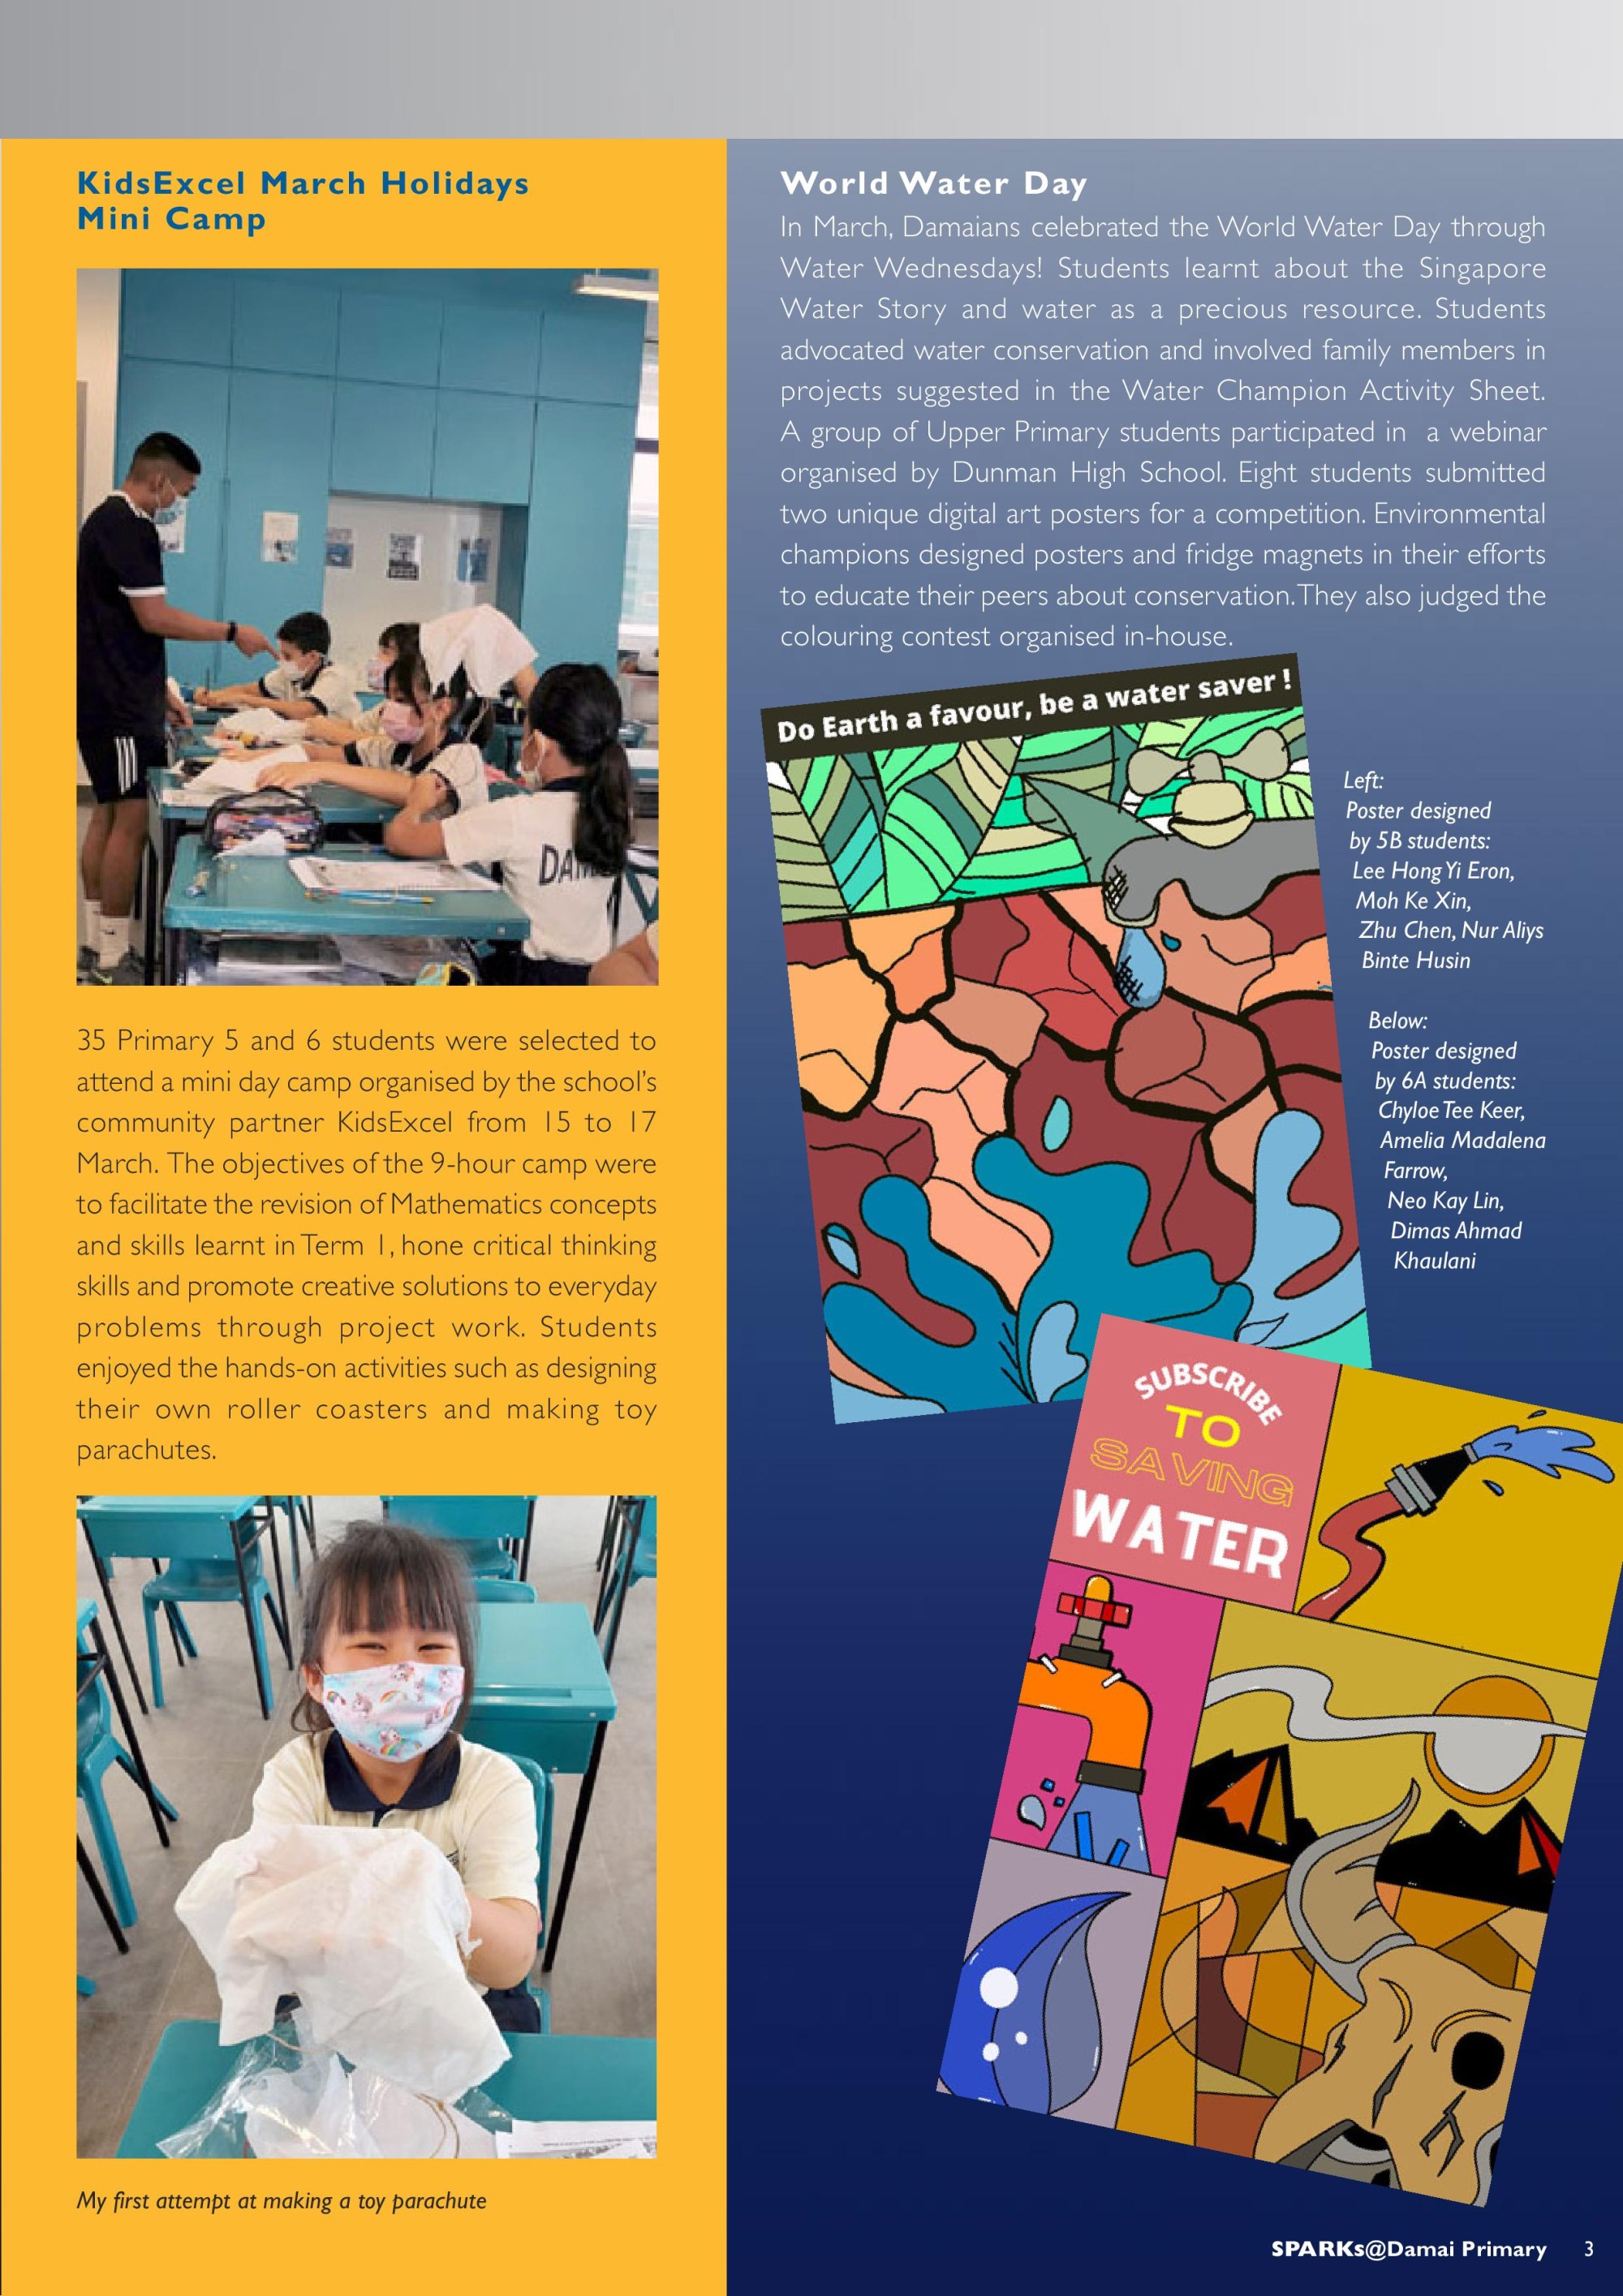 KidsExcel March Holidays
Mini Camp
DAM
35 Primary 5 and 6 students were selected to
attend a mini day camp organised by the school's
community partner KidsExcel from 15 to 17
March. The objectives of the 9-hour camp were
to facilitate the revision of Mathematics concepts
and skills learnt in Term 1, hone critical thinking
skills and promote creative solutions to everyday
problems through project work. Students
enjoyed the hands-on activities such as designing
their own roller coasters and making toy
parachutes.
My first attempt at making a toy parachute
World Water Day
In March, Damaians celebrated the World Water Day through
Water Wednesdays! Students learnt about the Singapore
Water Story and water as a precious resource. Students
advocated water conservation and involved family members in
projects suggested in the Water Champion Activity Sheet.
A group of Upper Primary students participated in a webinar
organised by Dunman High School. Eight students submitted
two unique digital art posters for a competition. Environmental
champions designed posters and fridge magnets in their efforts
to educate their peers about conservation. They also judged the
colouring contest organised in-house.
Do Earth a favour, be a water saver !
Left:
Poster designed
by 5B students:
Lee Hong Yi Eron,
Moh Ke Xin,
Zhu Chen, Nur Aliys
Binte Husin
Below:
Poster designed
by 6A students:
Chyloe Tee Keer,
Amelia Madalena
Farrow,
Neo Kay Lin,
Dimas Ahmad
Khaulani
SUBSCRIBE
TO
SAVING
WATER
SPARKs@Damai Primary 3